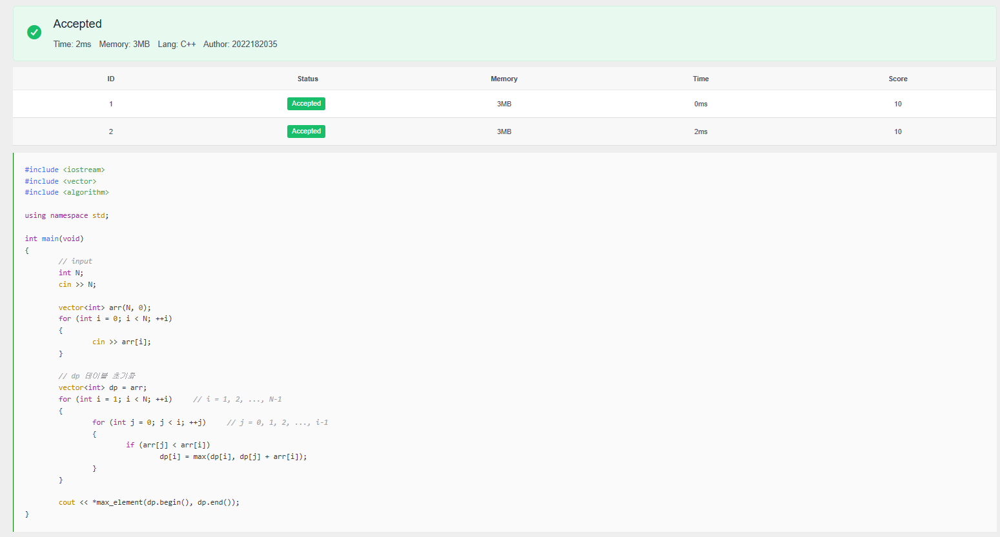 Accepted
Time: 2ms Memory: 3MB Lang: C++ Author: 2022182035
ID Status Memory Time Score
1 Accepted 3MB 0ms 10
2 Accepted 3MB 2ms 10
#include <iostream>
#include <vector>
#include <algorithm>
using namespace std;
int main(void)
{
// input
int N;
cin >> N;
vector<int> arr(N, 0);
for (int i = 0; i < N; ++i)
{
cin >> arr[i];
}
// dp 테이블 초기화
vector<int> dp = arr;
for (int i = 1; i < N; ++i) // i = 1, 2, ..., N-1
{
for (int j = 0; j < i; ++j) // j = 0, 1, 2, ..., i-1
{
if (arr[j] < arr[i])
dp[i] = max(dp[i], dp[j] + arr[i]);
}
}
cout << *max_element(dp.begin(), dp.end());
}